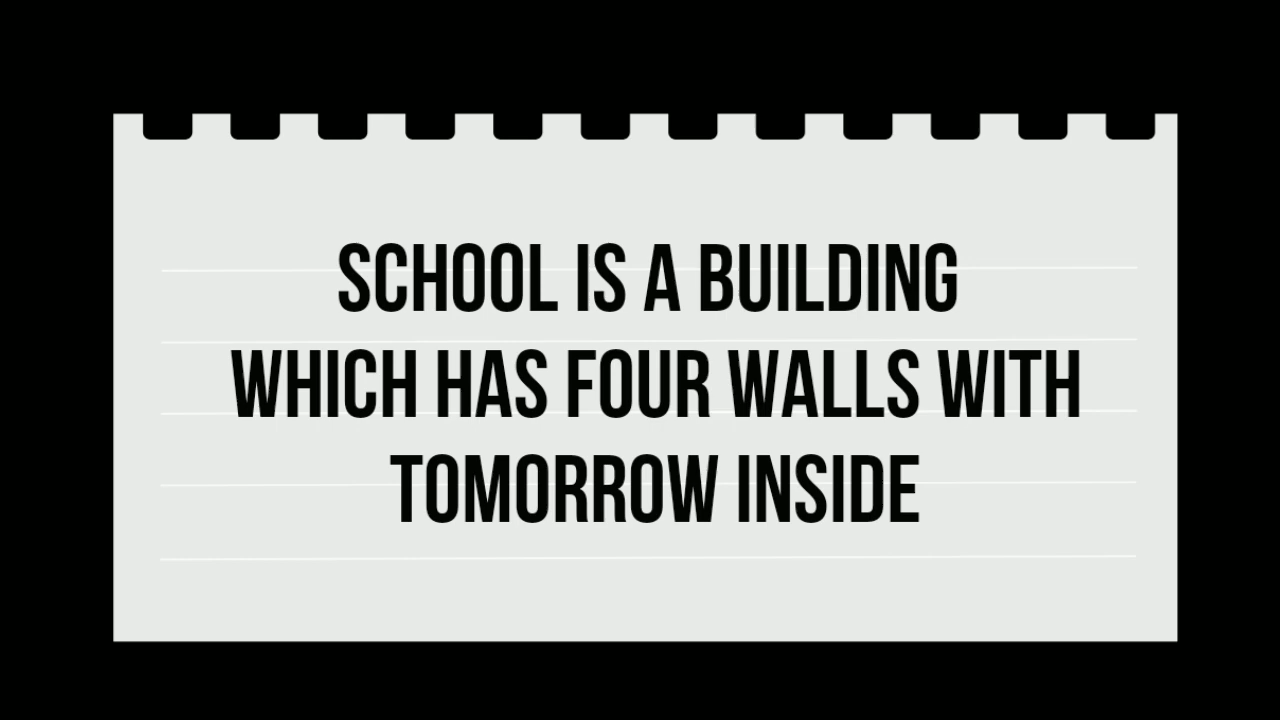 SCHOOL IS A BUILDING
WHICH HAS FOUR WALLS WITH
TOMORROW INSIDE